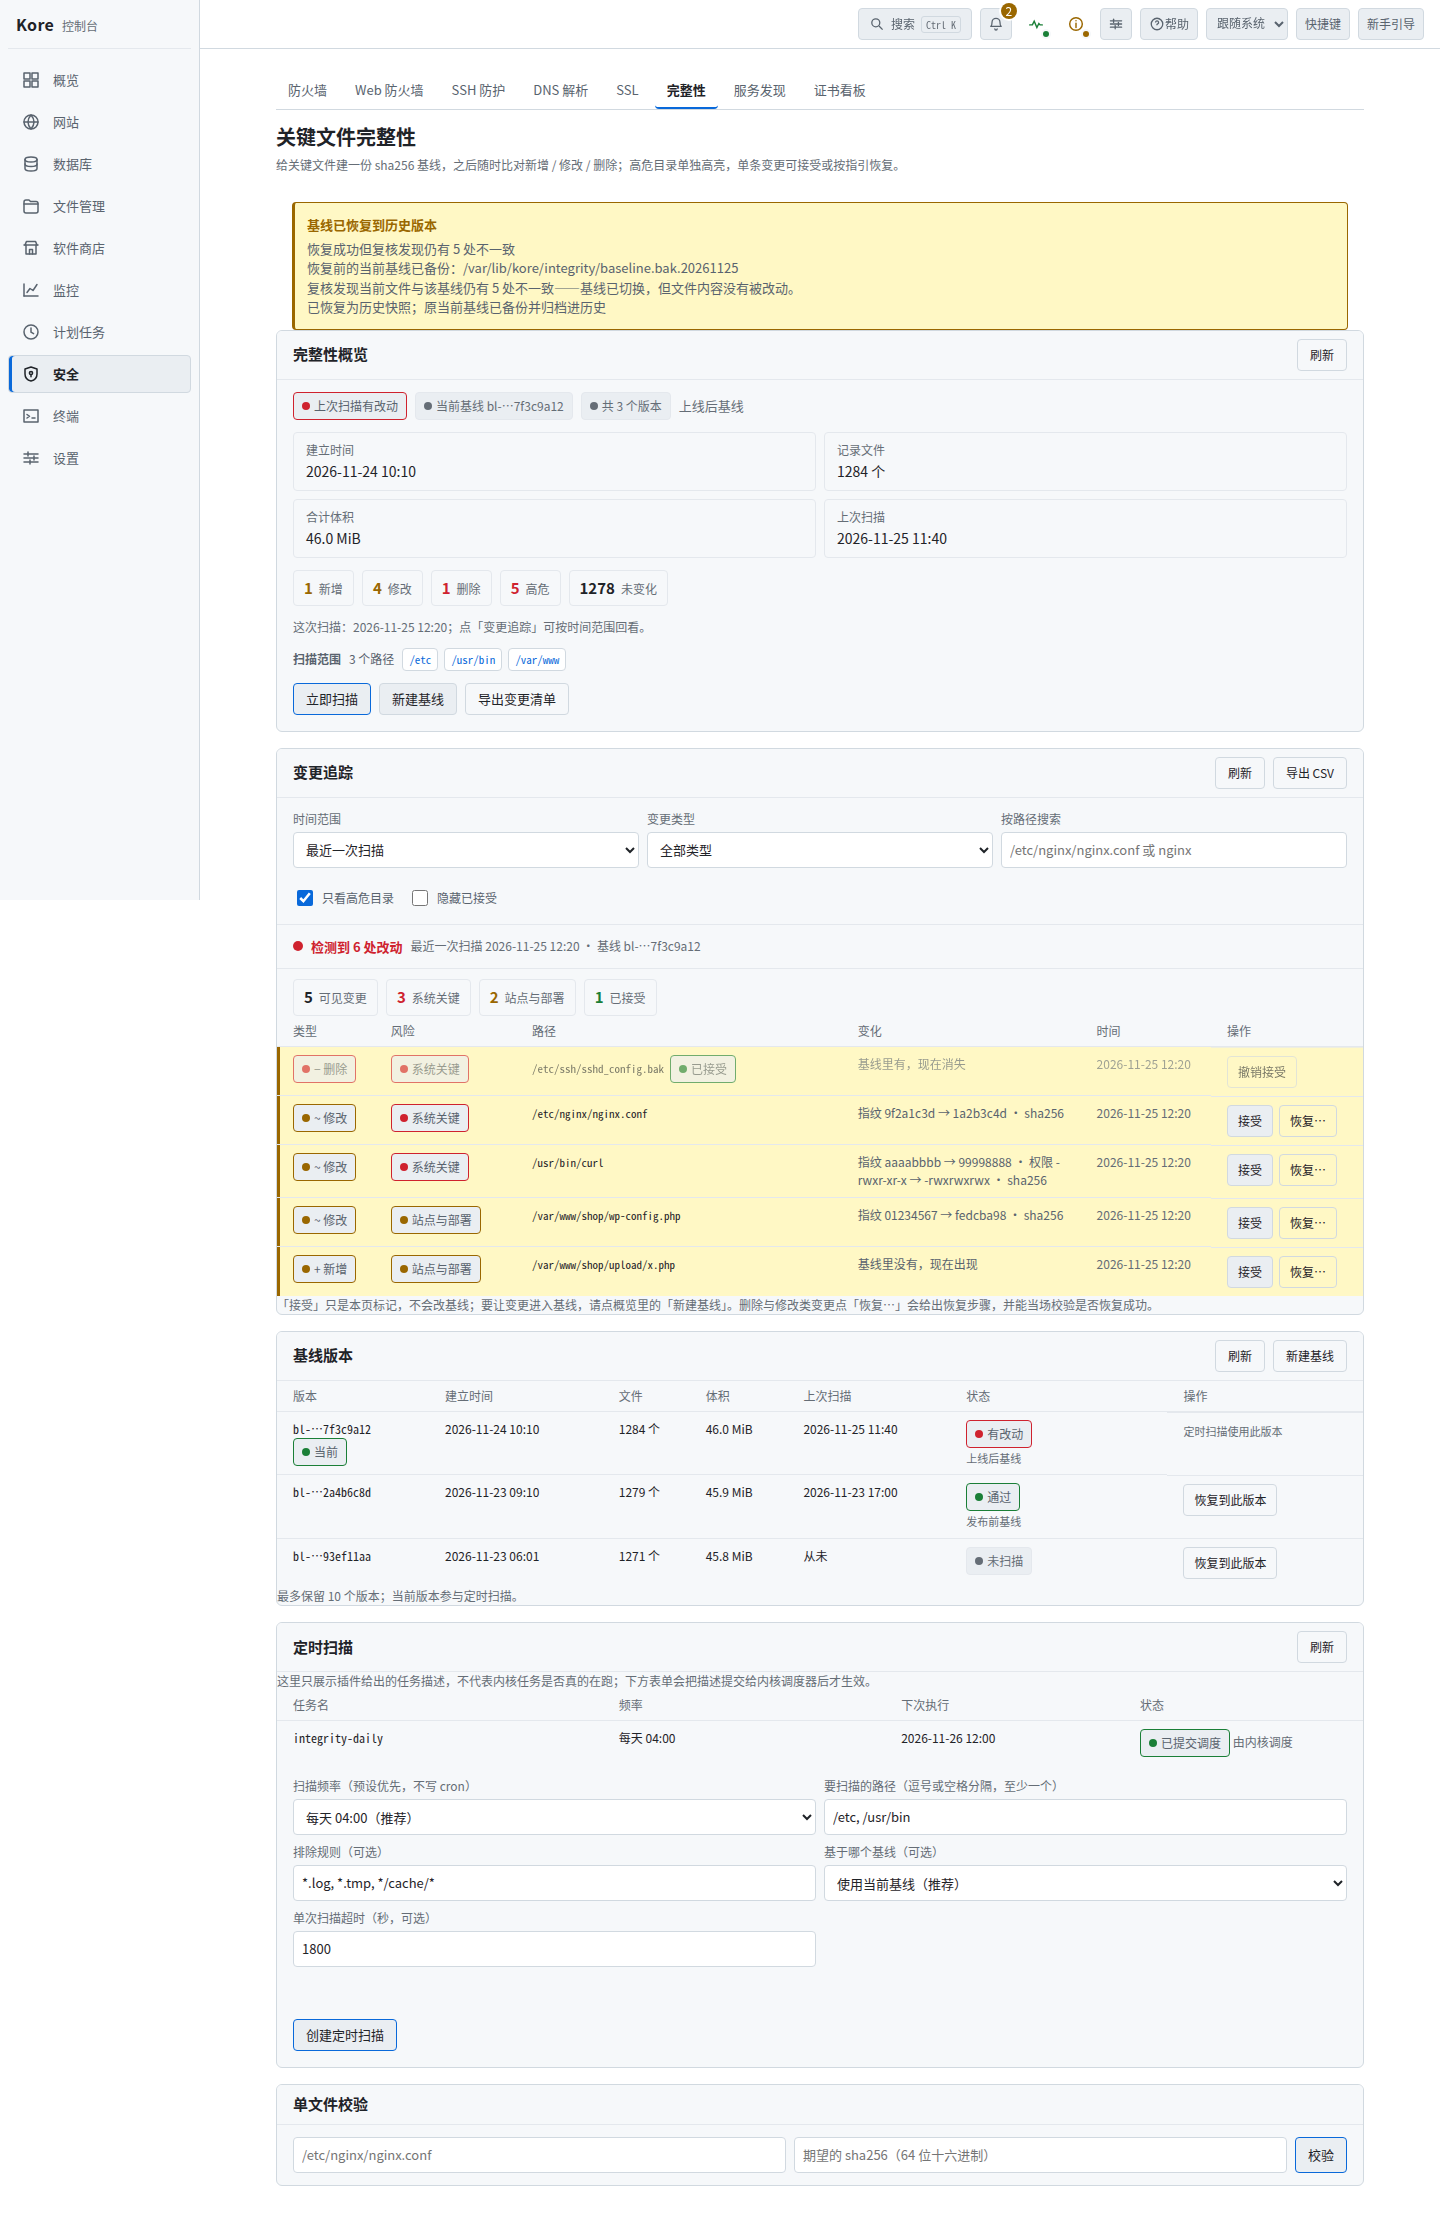 Kore 控制台
搜索 Ctrl K
2
帮助
跟随系统
快捷键
新手引导
概览
网站
数据库
文件管理
软件商店
监控
计划任务
安全
终端
设置
防火墙 Web 防火墙 SSH 防护 DNS 解析 SSL 完整性 服务发现 证书看板
关键文件完整性
给关键文件建一份 sha256 基线，之后随时比对新增 / 修改 / 删除；高危目录单独高亮，单条变更可接受或按指引恢复。
基线已恢复到历史版本
恢复成功但复核发现仍有 5 处不一致
恢复前的当前基线已备份：/var/lib/kore/integrity/baseline.bak.20261125
复核发现当前文件与该基线仍有 5 处不一致——基线已切换，但文件内容没有被改动。
已恢复为历史快照；原当前基线已备份并归档进历史
完整性概览 刷新
上次扫描有改动 当前基线 bl-…7f3c9a12 共 3 个版本 上线后基线
建立时间
2026-11-24 10:10
记录文件
1284 个
合计体积
46.0 MiB
上次扫描
2026-11-25 11:40
1 新增 4 修改 1 删除 5 高危 1278 未变化
这次扫描：2026-11-25 12:20；点「变更追踪」可按时间范围回看。
扫描范围 3 个路径 /etc /usr/bin /var/www
立即扫描 新建基线 导出变更清单
变更追踪 刷新 导出 CSV
时间范围 变更类型 按路径搜索
最近一次扫描 全部类型 /etc/nginx/nginx.conf 或 nginx
只看高危目录 隐藏已接受
检测到 6 处改动 最近一次扫描 2026-11-25 12:20 · 基线 bl-…7f3c9a12
5 可见变更 3 系统关键 2 站点与部署 1 已接受
类型 风险 路径 变化 时间 操作
− 删除 系统关键 /etc/ssh/sshd_config.bak 已接受 基线里有，现在消失 2026-11-25 12:20 撤销接受
~ 修改 系统关键 /etc/nginx/nginx.conf 指纹 9f2a1c3d → 1a2b3c4d · sha256 2026-11-25 12:20 接受 恢复…
~ 修改 系统关键 /usr/bin/curl 指纹 aaaabbbb → 99998888 · 权限 -
rwxr-xr-x → -rwxrwxrwx · sha256 2026-11-25 12:20 接受 恢复…
~ 修改 站点与部署 /var/www/shop/wp-config.php 指纹 01234567 → fedcba98 · sha256 2026-11-25 12:20 接受 恢复…
+ 新增 站点与部署 /var/www/shop/upload/x.php 基线里没有，现在出现 2026-11-25 12:20 接受 恢复…
「接受」只是本页标记，不会改基线；要让变更进入基线，请点概览里的「新建基线」。删除与修改类变更点「恢复…」会给出恢复步骤，并能当场校验是否恢复成功。
基线版本 刷新 新建基线
版本 建立时间 文件 体积 上次扫描 状态 操作
bl-…7f3c9a12 2026-11-24 10:10 1284 个 46.0 MiB 2026-11-25 11:40 有改动 定时扫描使用此版本
当前 上线后基线
bl-…2a4b6c8d 2026-11-23 09:10 1279 个 45.9 MiB 2026-11-23 17:00 通过 恢复到此版本
发布前基线
bl-…93ef11aa 2026-11-23 06:01 1271 个 45.8 MiB 从未 未扫描 恢复到此版本
最多保留 10 个版本；当前版本参与定时扫描。
定时扫描 刷新
这里只展示插件给出的任务描述，不代表内核任务是否真的在跑；下方表单会把描述提交给内核调度器后才生效。
任务名 频率 下次执行 状态
integrity-daily 每天 04:00 2026-11-26 12:00 已提交调度 由内核调度
扫描频率（预设优先，不写 cron） 要扫描的路径（逗号或空格分隔，至少一个）
每天 04:00（推荐） /etc, /usr/bin
排除规则（可选） 基于哪个基线（可选）
*.log, *.tmp, */cache/* 使用当前基线（推荐）
单次扫描超时（秒，可选）
1800
创建定时扫描
单文件校验
/etc/nginx/nginx.conf 期望的 sha256（64 位十六进制） 校验